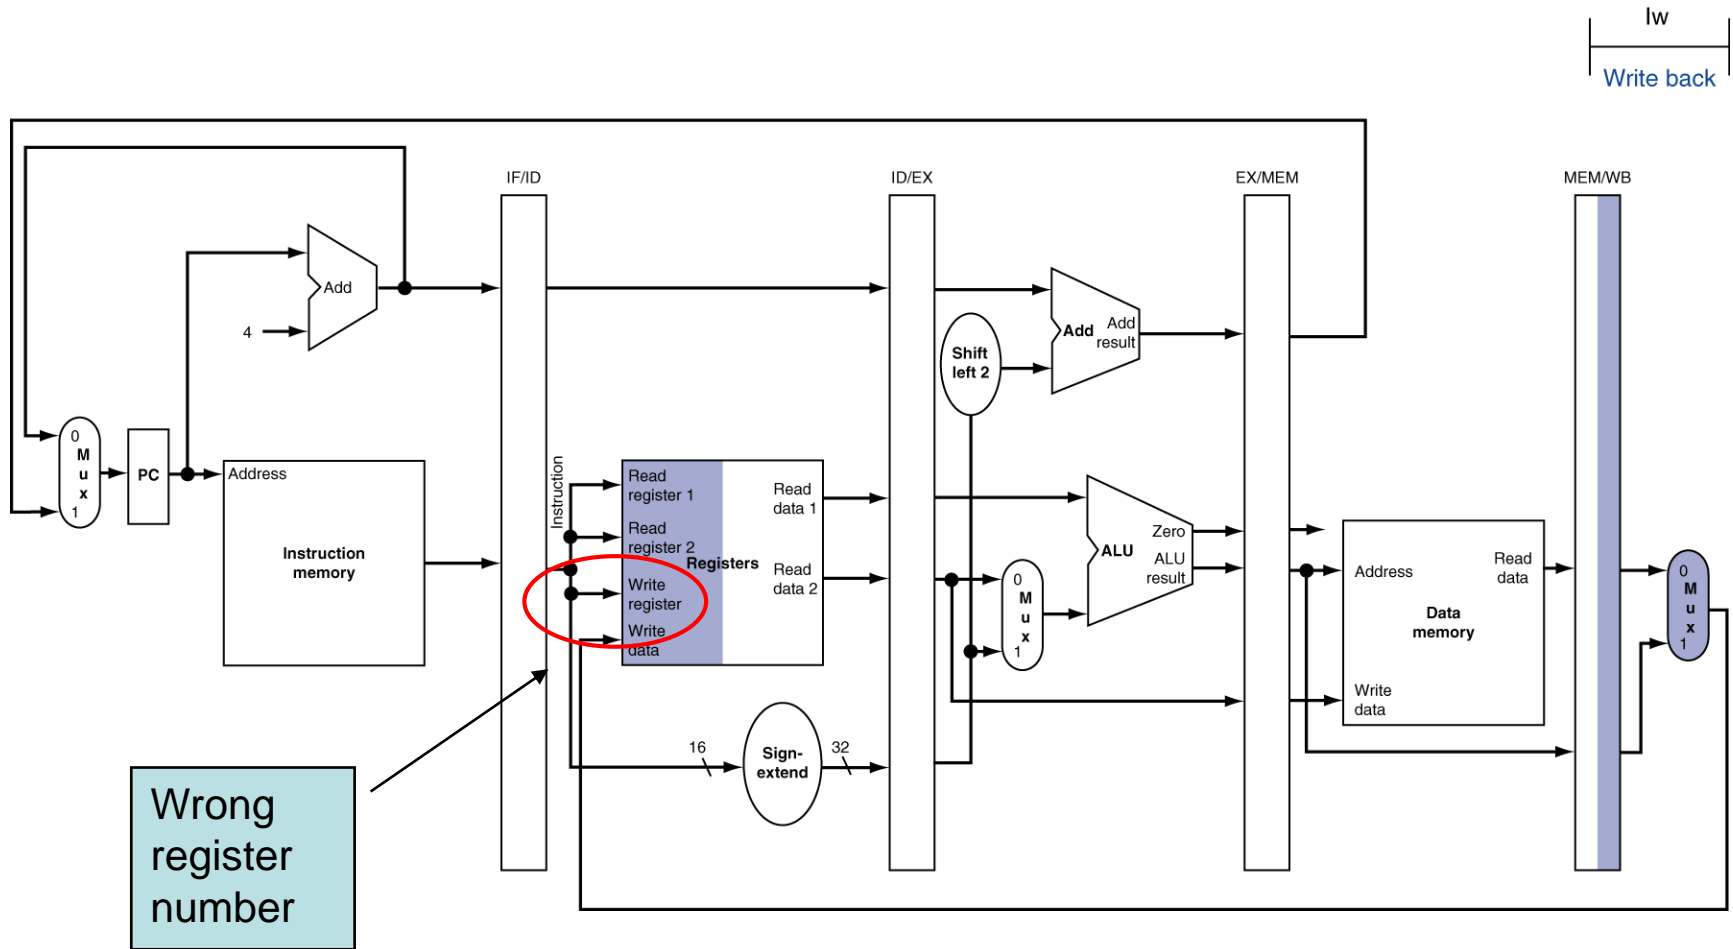 lw
Write back
IF/ID
ID/EX
EX/MEM
MEM/WB
Add
4
Shift
left 2
Add
Add
result
0
M
u
x
1
PC
Address
Instruction
memory
Instruction
Read
register 1
Read
register 2
Registers
Write
register
Write
data
Read
data 1
Read
data 2
0
M
u
x
1
Zero
ALU
ALU
result
Address
Read
data
Data
memory
Write
data
0
M
u
x
1
16
Sign-
extend
32
Wrong
register
number